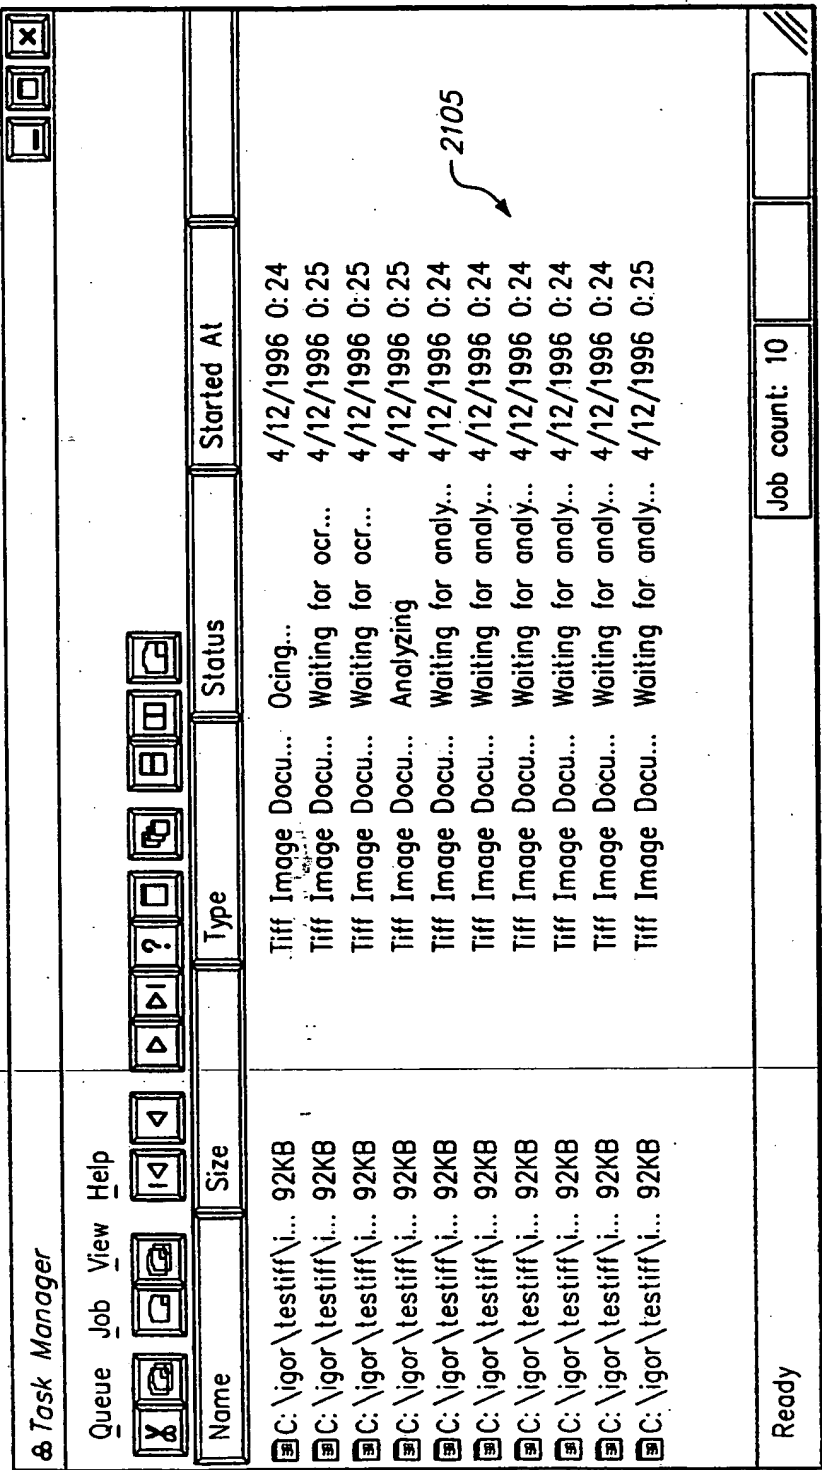 Task Manager
Queue Job View Help
?
Name Size Type Status Started At
C: \igor\testiff\i... 92KB Tiff Image Docu... Ocing... 4/12/1996 0:24
C: \igor\testiff\i... 92KB Tiff Image Docu... Waiting for ocr... 4/12/1996 0:25
C: \igor\testiff\i... 92KB Tiff Image Docu... Waiting for ocr... 4/12/1996 0:25
C: \igor\testiff\i... 92KB Tiff Image Docu... Analyzing 4/12/1996 0:25
C: \igor\testiff\i... 92KB Tiff Image Docu... Waiting for analy... 4/12/1996 0:24
C: \igor\testiff\i... 92KB Tiff Image Docu... Waiting for analy... 4/12/1996 0:24
C: \igor\testiff\i... 92KB Tiff Image Docu... Waiting for analy... 4/12/1996 0:24
C: \igor\testiff\i... 92KB Tiff Image Docu... Waiting for analy... 4/12/1996 0:24
C: \igor\testiff\i... 92KB Tiff Image Docu... Waiting for analy... 4/12/1996 0:24
C: \igor\testiff\i... 92KB Tiff Image Docu... Waiting for analy... 4/12/1996 0:25
2105
Ready Job count: 10